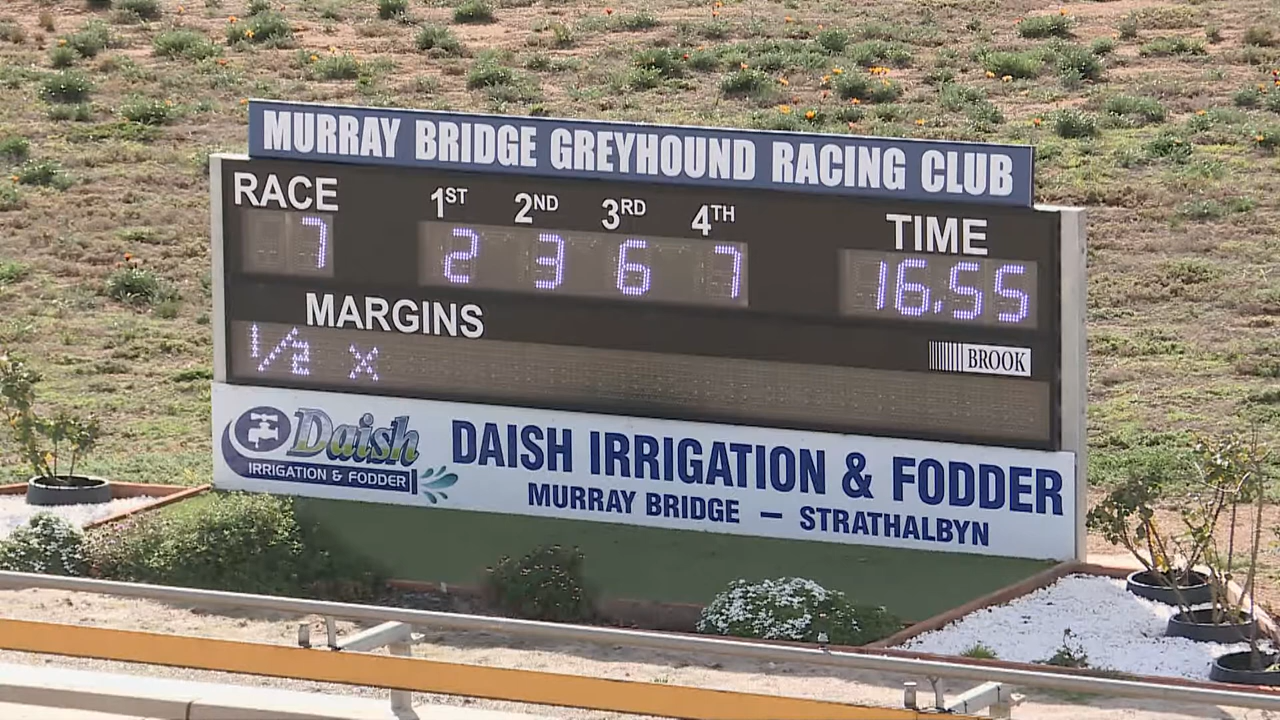 MURRAY BRIDGE GREYHOUND RACING CLUB
RACE 1ST 2ND 3RD 4TH TIME
7 2 3 6 7 16.55
MARGINS
1/2 x
BROOK
Daish
IRRIGATION & FODDER
DAISH IRRIGATION & FODDER
MURRAY BRIDGE – STRATHALBYN